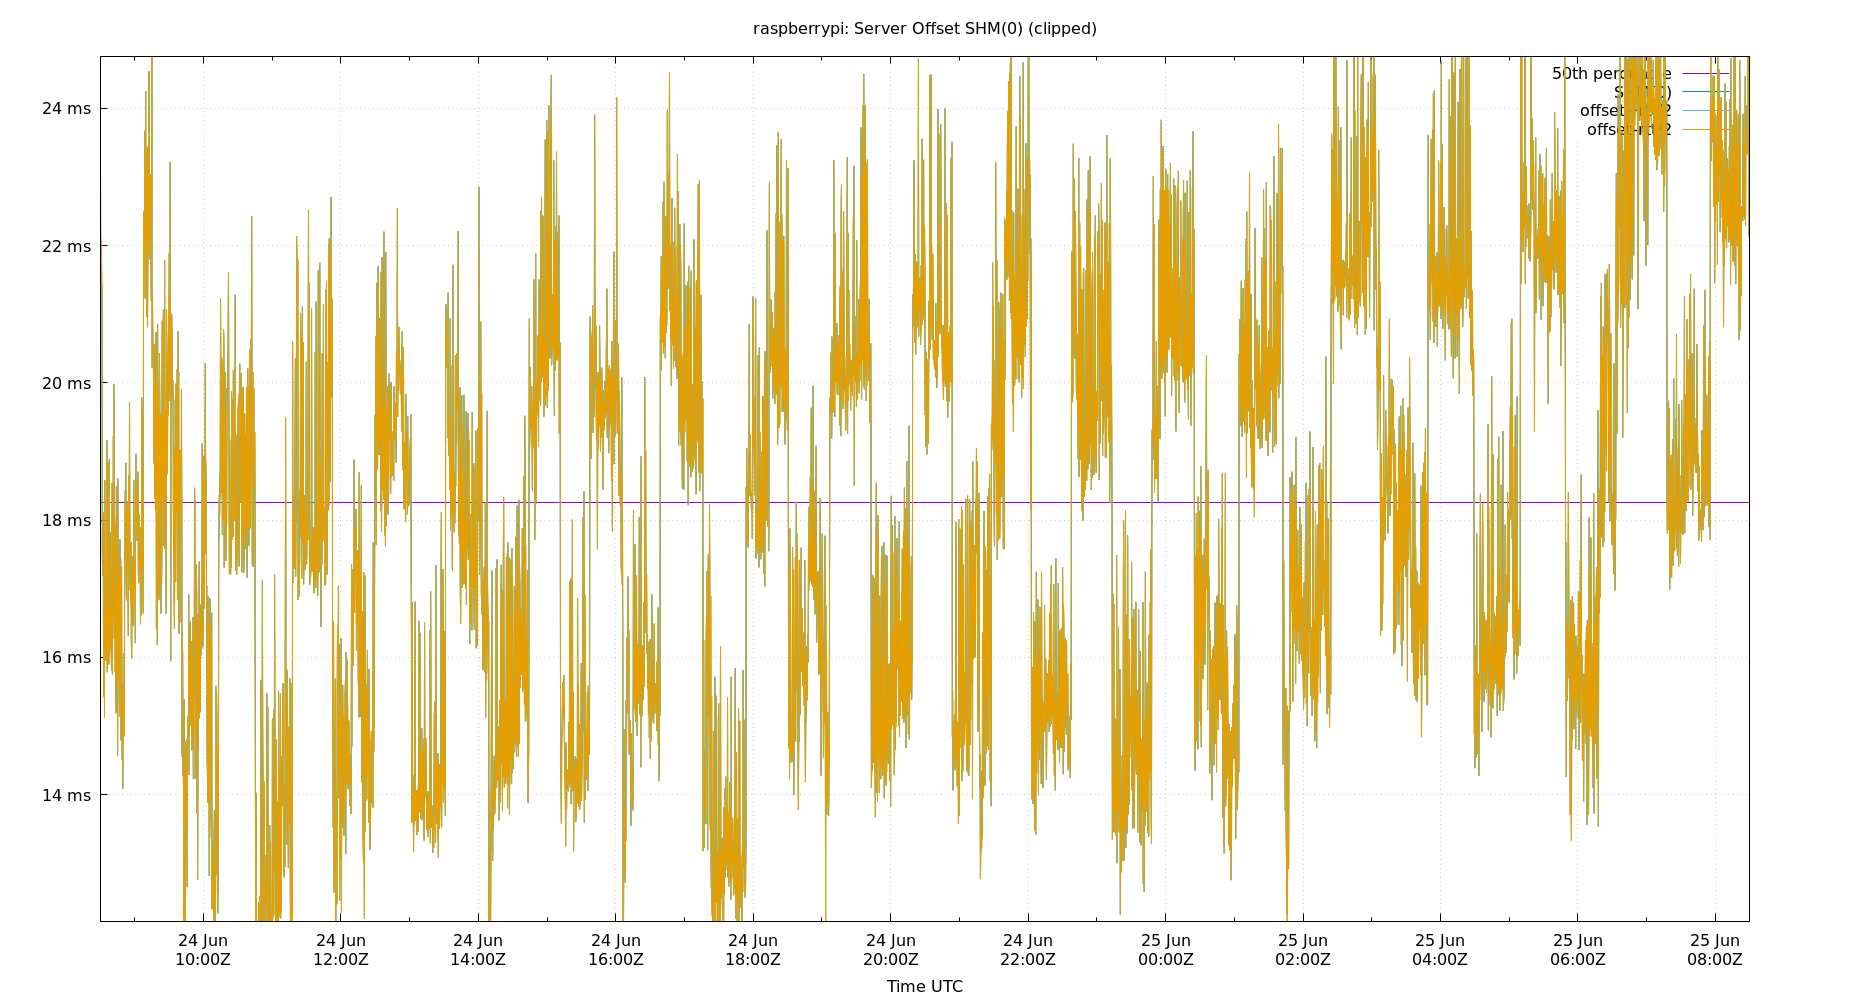 raspberrypi: Server Offset SHM(0) (clipped)
24 ms
22 ms
20 ms
18 ms
16 ms
14 ms
50th
24 Jun 10:00Z
24 Jun 12:00Z
24 Jun 14:00Z
24 Jun 16:00Z
24 Jun 18:00Z
24 Jun 20:00Z
24 Jun 22:00Z
25 Jun 00:00Z
25 Jun 02:00Z
25 Jun 04:00Z
25 Jun 06:00Z
25 Jun 08:00Z
Time UTC